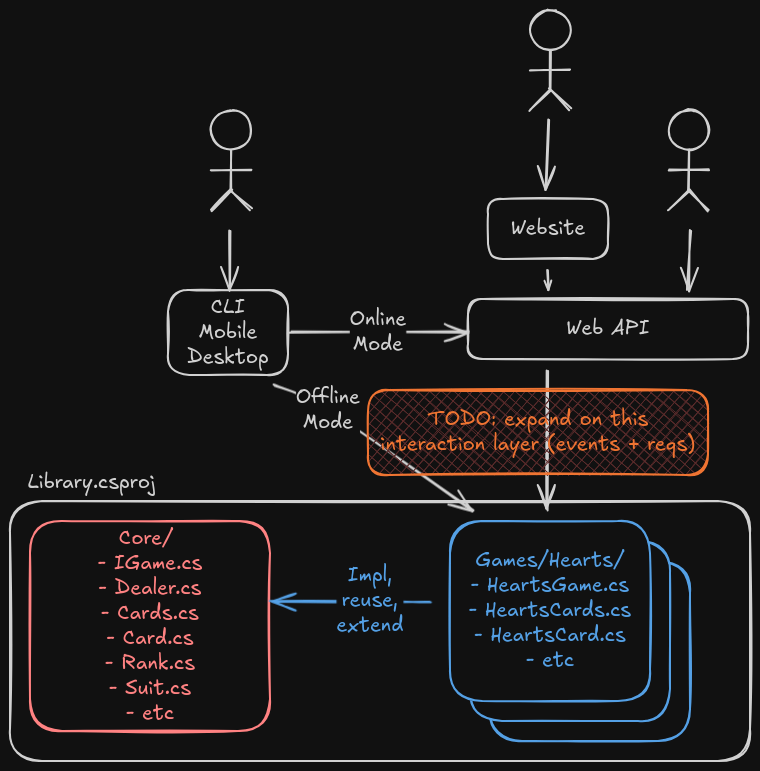 Website
CLI
Mobile
Desktop
Online
Mode
Web API
Offline
Mode
TODO: expand on this
interaction layer (events + reqs)
Library.csproj
Core/
- IGame.cs
- Dealer.cs
- Cards.cs
- Card.cs
- Rank.cs
- Suit.cs
- etc
Impl,
reuse,
extend
Games/Hearts/
- HeartsGame.cs
- HeartsCards.cs
- HeartsCard.cs
- etc